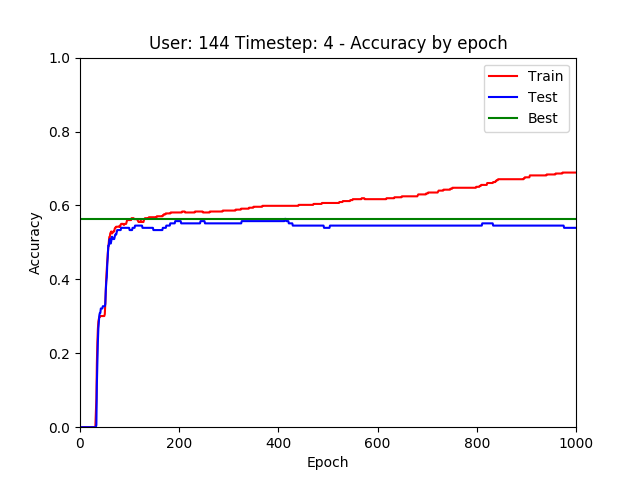 User: 144 Timestep: 4 - Accuracy by epoch
1.0
0.8
0.6
0.4
0.2
0.0
Accuracy
Train
Test
Best
0 200 400 600 800 1000
Epoch